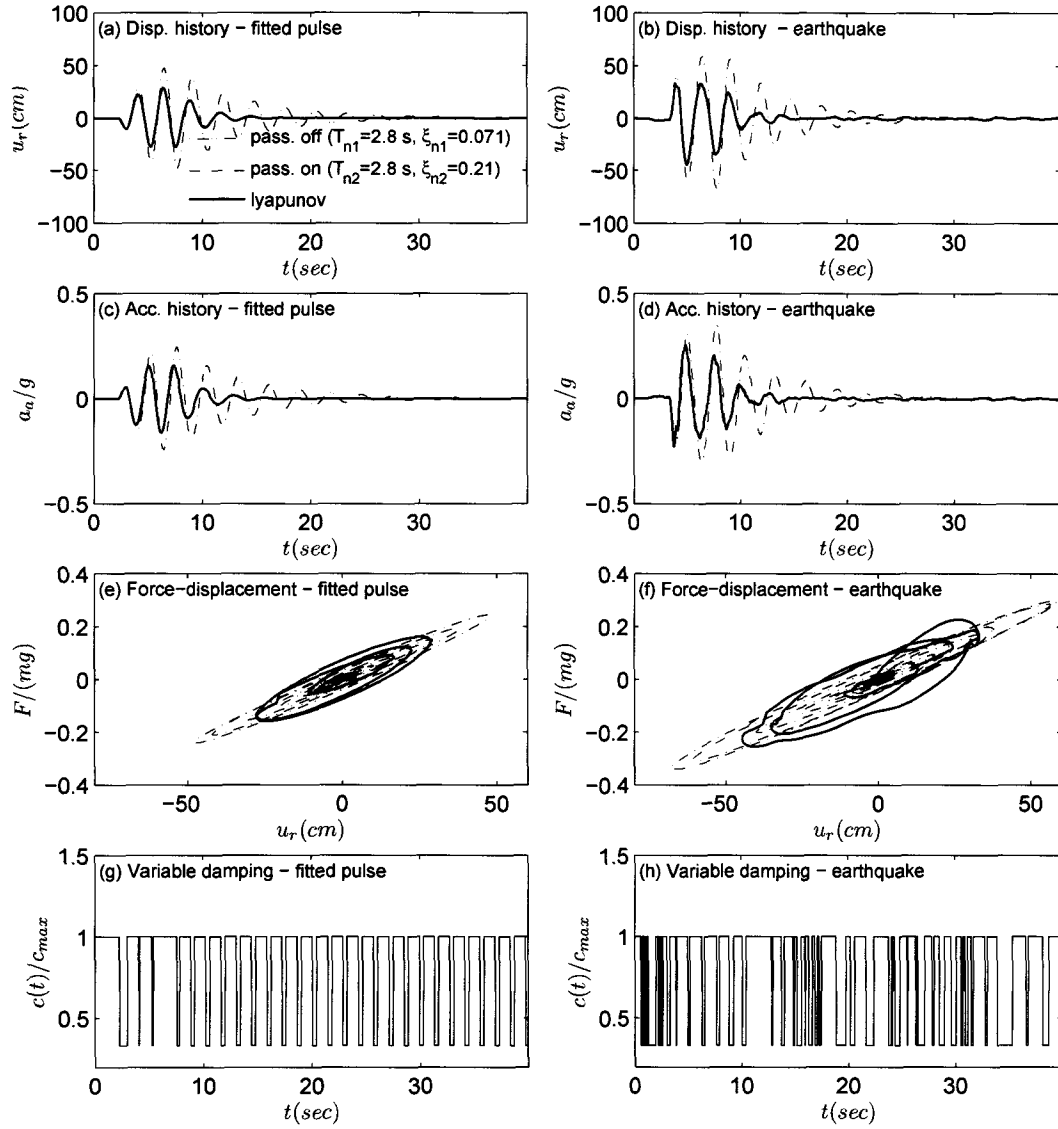 (a) Disp. history – fitted pulse
100
50
0
−50
−100
u_r(cm)
pass. off (T_n1=2.8 s, ξ_n1=0.071)
pass. on (T_n2=2.8 s, ξ_n2=0.21)
lyapunov
0 10 20 30
t(sec)
(b) Disp. history – earthquake
100
50
0
−50
−100
u_r(cm)
0 10 20 30
t(sec)
(c) Acc. history – fitted pulse
0.5
0
−0.5
a_a/g
0 10 20 30
t(sec)
(d) Acc. history – earthquake
0.5
0
−0.5
a_a/g
0 10 20 30
t(sec)
(e) Force–displacement – fitted pulse
0.4
0.2
0
−0.2
−0.4
F/(mg)
−50 0 50
u_r(cm)
(f) Force–displacement – earthquake
0.4
0.2
0
−0.2
−0.4
F/(mg)
−50 0 50
u_r(cm)
(g) Variable damping – fitted pulse
1.5
1
0.5
c(t)/c_max
0 10 20 30
t(sec)
(h) Variable damping – earthquake
1.5
1
0.5
c(t)/c_max
0 10 20 30
t(sec)